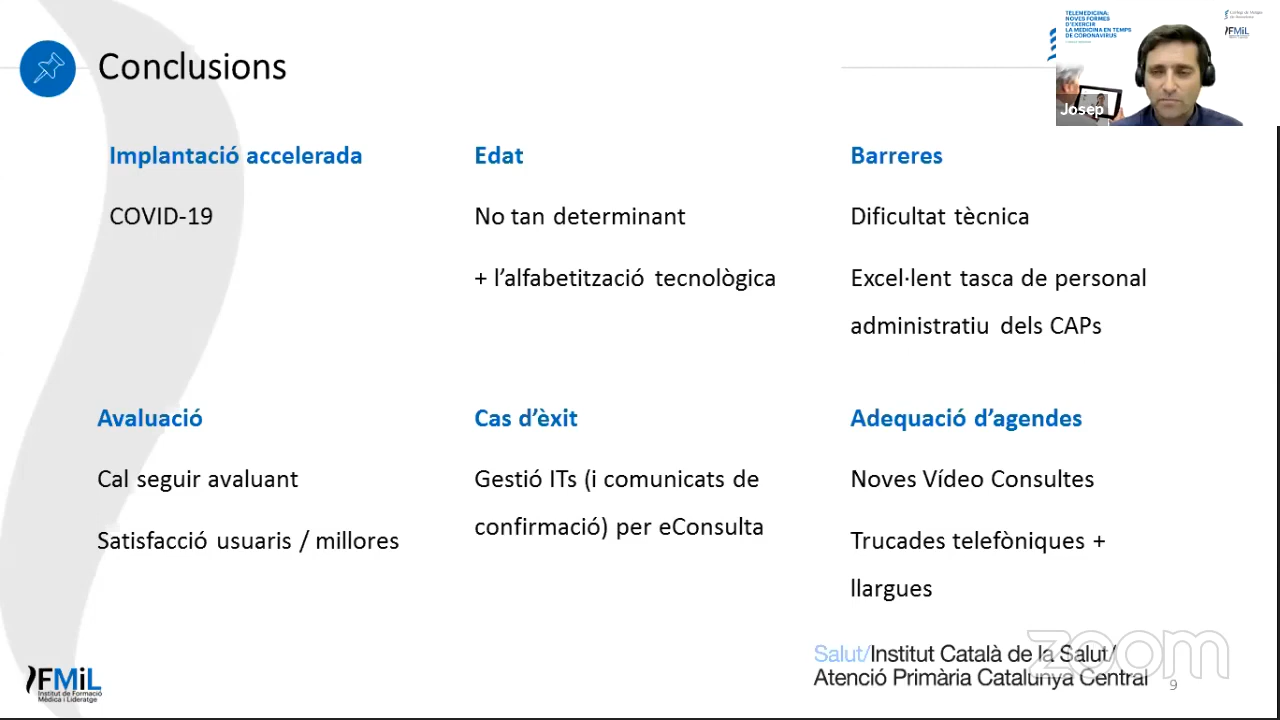 Conclusions
TELEMEDICINA:
NOVES FORMES
D'EXERCIR
LA MEDICINA EN TEMPS
DE CORONAVIRUS
FMiL
Josep
Implantació accelerada
COVID-19
Edat
No tan determinant
+ l'alfabetització tecnològica
Barreres
Dificultat tècnica
Excel·lent tasca de personal
administratiu dels CAPs
Avaluació
Cal seguir avaluant
Satisfacció usuaris / millores
Cas d'èxit
Gestió ITs (i comunicats de
confirmació) per eConsulta
Adequació d'agendes
Noves Vídeo Consultes
Trucades telefòniques +
llargues
FMiL
Institut de Formació
Mèdica i Lideratge
Salut/Institut Català de la Salut/
Atenció Primària Catalunya Central
zoom
9